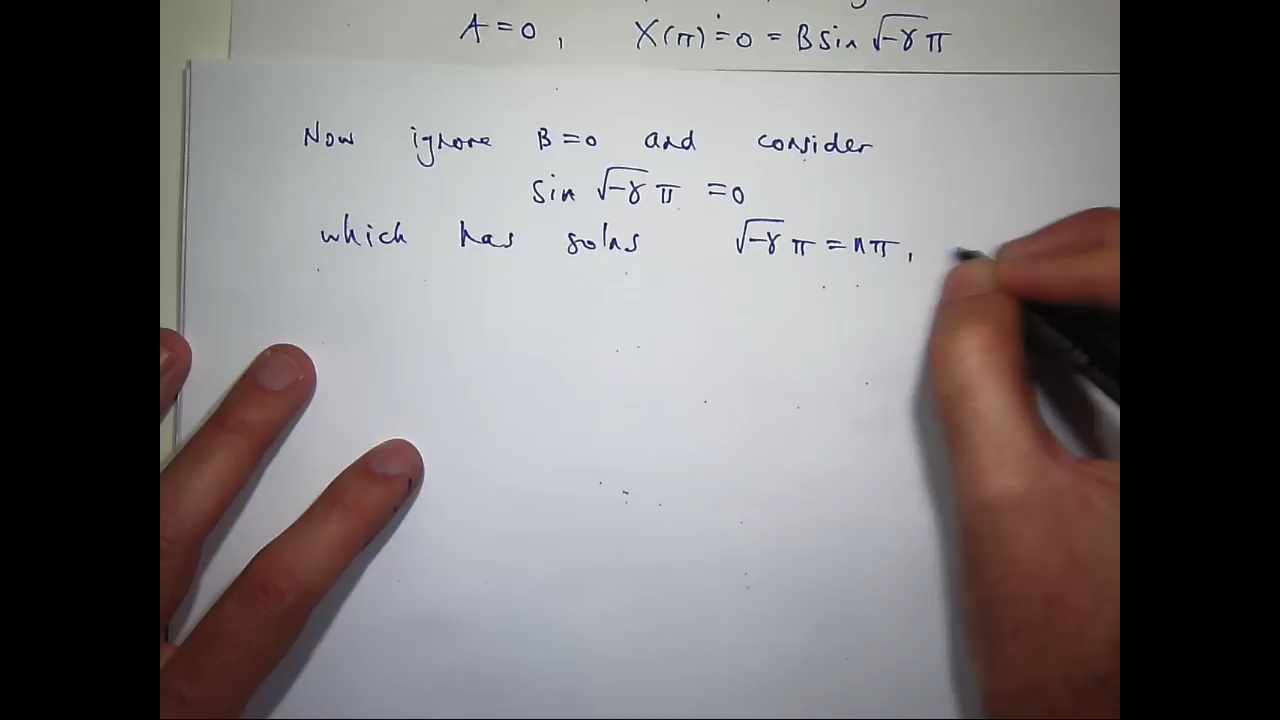 A = 0 , X(π) = 0 = B sin √-γ π
Now ignore B = 0 and consider
sin √-γ π = 0
which has solns √-γ π = nπ ,